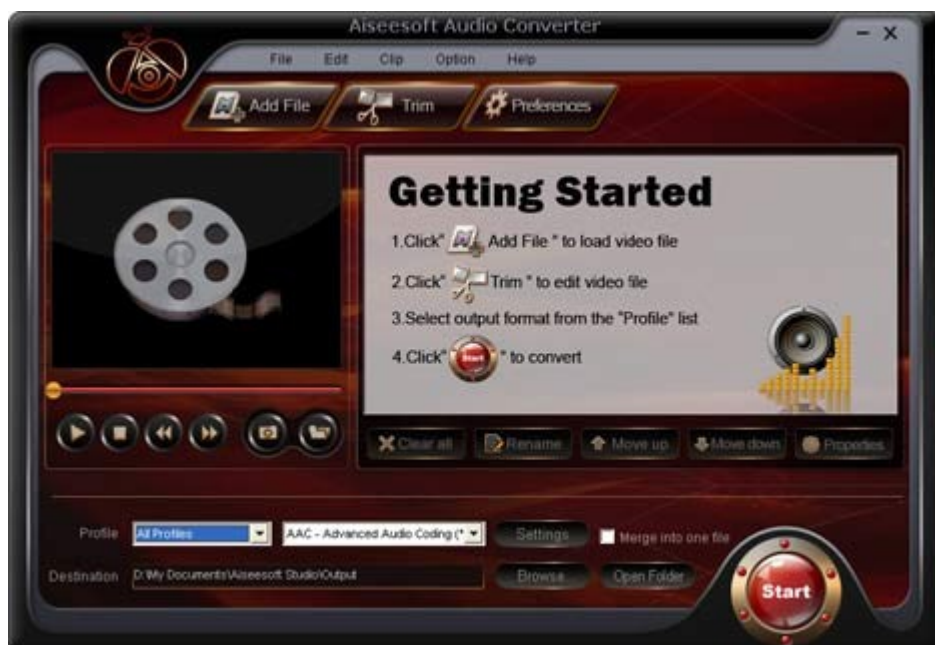 Aiseesoft Audio Converter
File Edit Clip Option Help
Add File Trim Preferences
Getting Started
1.Click" Add File " to load video file
2.Click" Trim " to edit video file
3.Select output format from the "Profile" list
4.Click" Start " to convert
Clear all Rename Move up Move down Properties
Profile All Profiles AAC - Advanced Audio Coding (* Settings Merge into one file
Destination D:\My Documents\Aiseesoft Studio\Output Browse Open Folder
Start